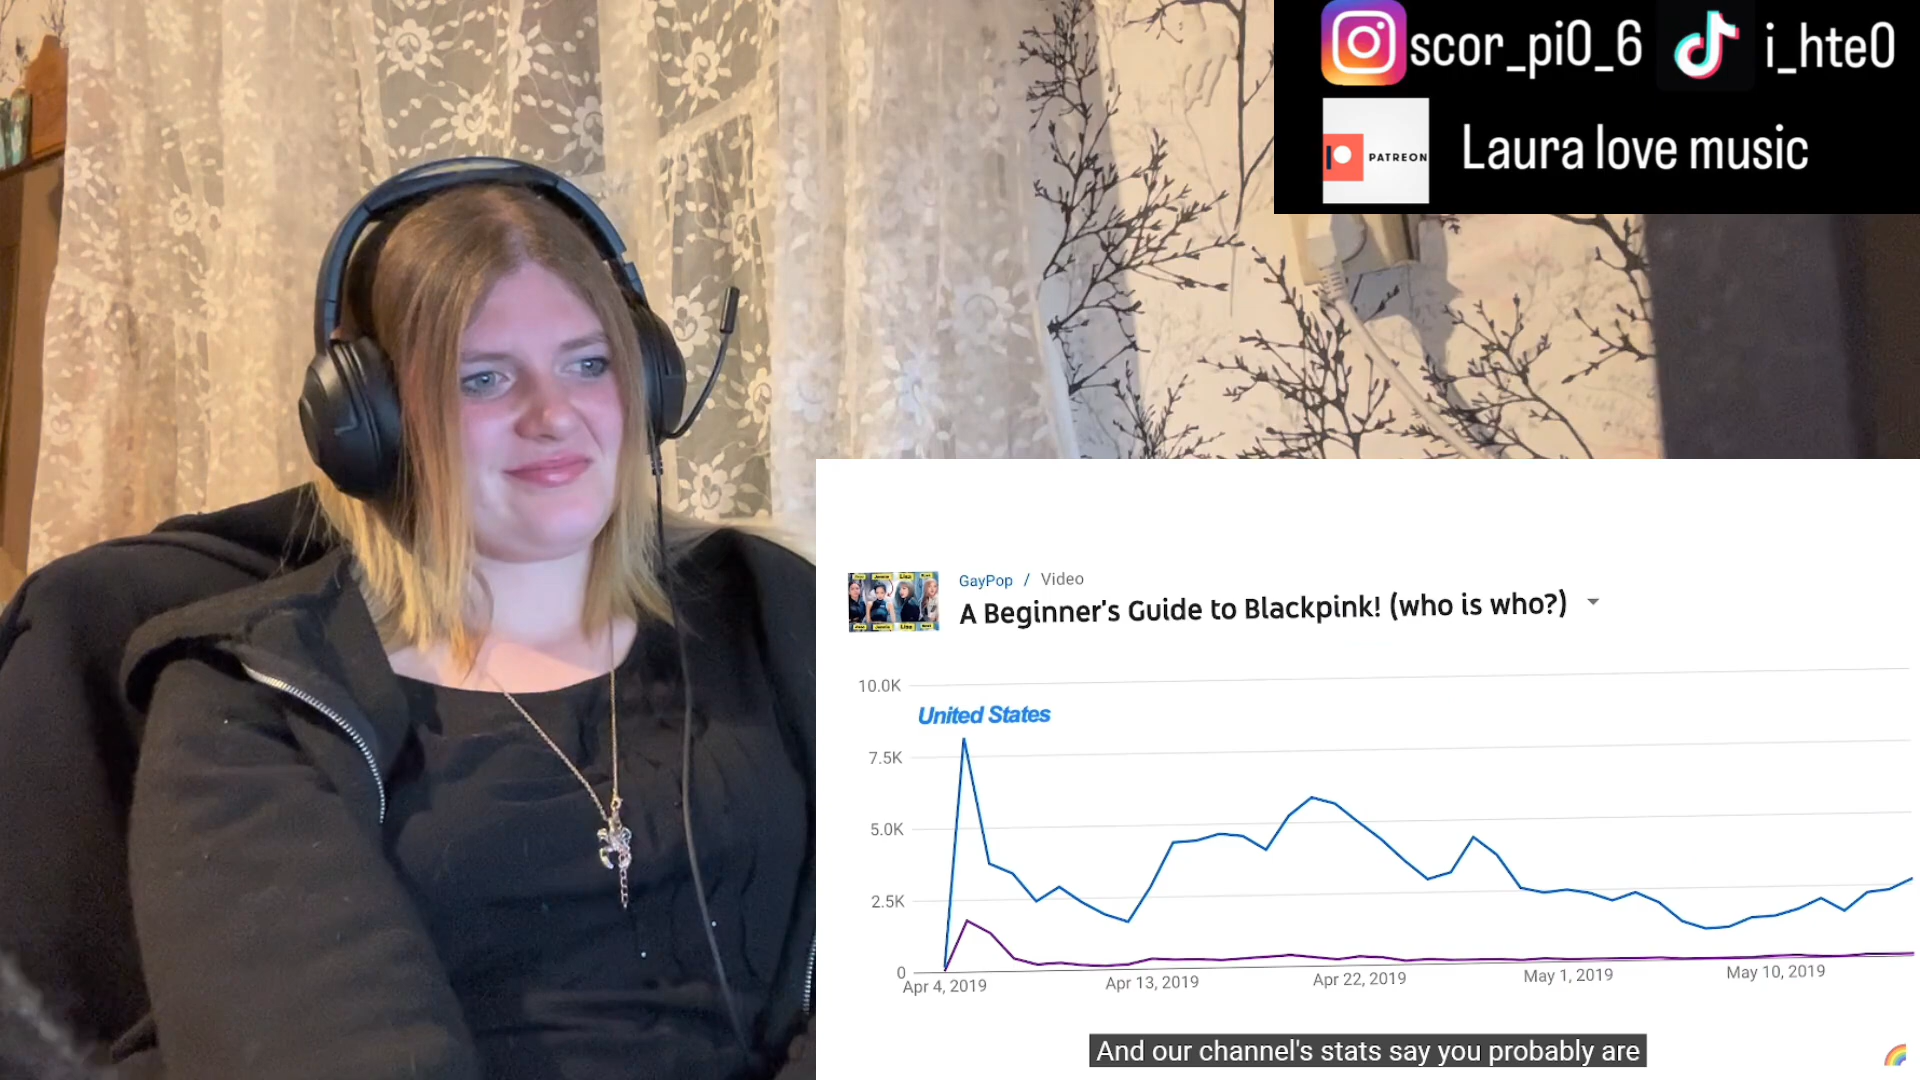 scor_pi0_6
i_hte0
PATREON
Laura love music
GayPop / Video
A Beginner's Guide to Blackpink! (who is who?)
10.0K
United States
7.5K
5.0K
2.5K
0
Apr 4, 2019
Apr 13, 2019
Apr 22, 2019
May 1, 2019
May 10, 2019
And our channel's stats say you probably are